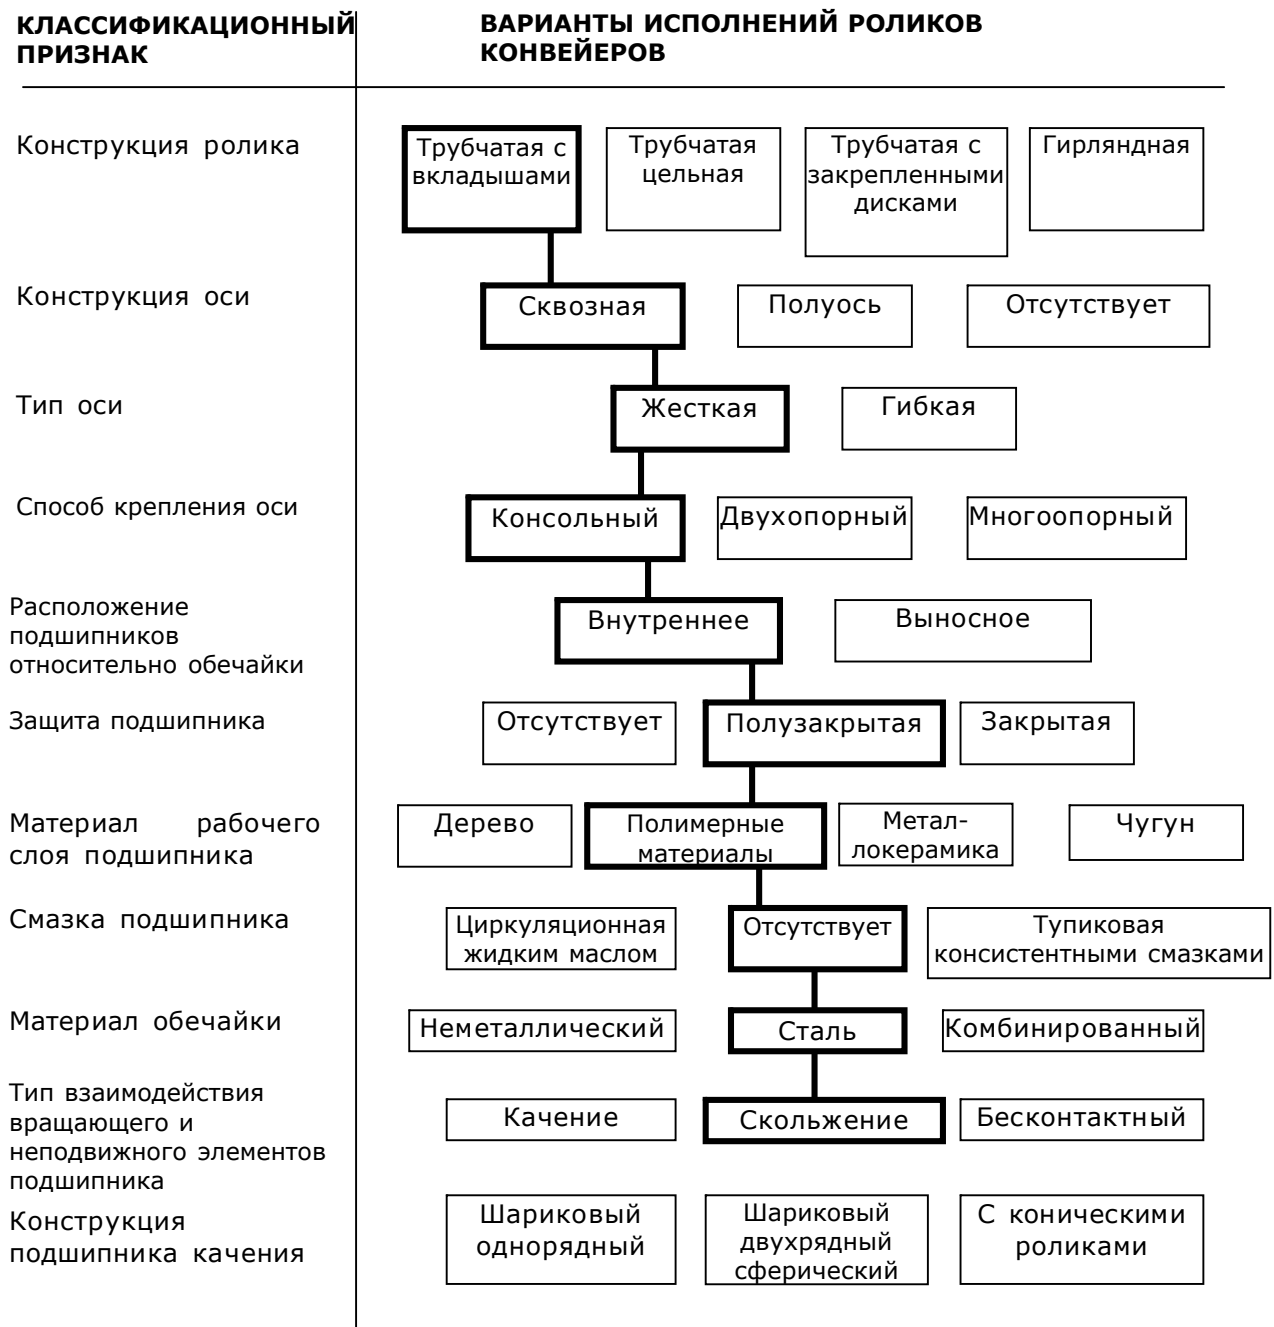 КЛАССИФИКАЦИОННЫЙ
ПРИЗНАК
ВАРИАНТЫ ИСПОЛНЕНИЙ РОЛИКОВ
КОНВЕЙЕРОВ
Конструкция ролика
Трубчатая с
вкладышами
Трубчатая
цельная
Трубчатая с
закрепленными
дисками
Гирляндная
Конструкция оси
Сквозная
Полуось
Отсутствует
Тип оси
Жесткая
Гибкая
Способ крепления оси
Консольный
Двухопорный
Многоопорный
Расположение
подшипников
относительно обечайки
Внутреннее
Выносное
Защита подшипника
Отсутствует
Полузакрытая
Закрытая
Материал рабочего
слоя подшипника
Дерево
Полимерные
материалы
Метал-
локерамика
Чугун
Смазка подшипника
Циркуляционная
жидким маслом
Отсутствует
Тупиковая
консистентными смазками
Материал обечайки
Неметаллический
Сталь
Комбинированный
Тип взаимодействия
вращающего и
неподвижного элементов
подшипника
Качение
Скольжение
Бесконтактный
Конструкция
подшипника качения
Шариковый
однорядный
Шариковый
двухрядный
сферический
С коническими
роликами